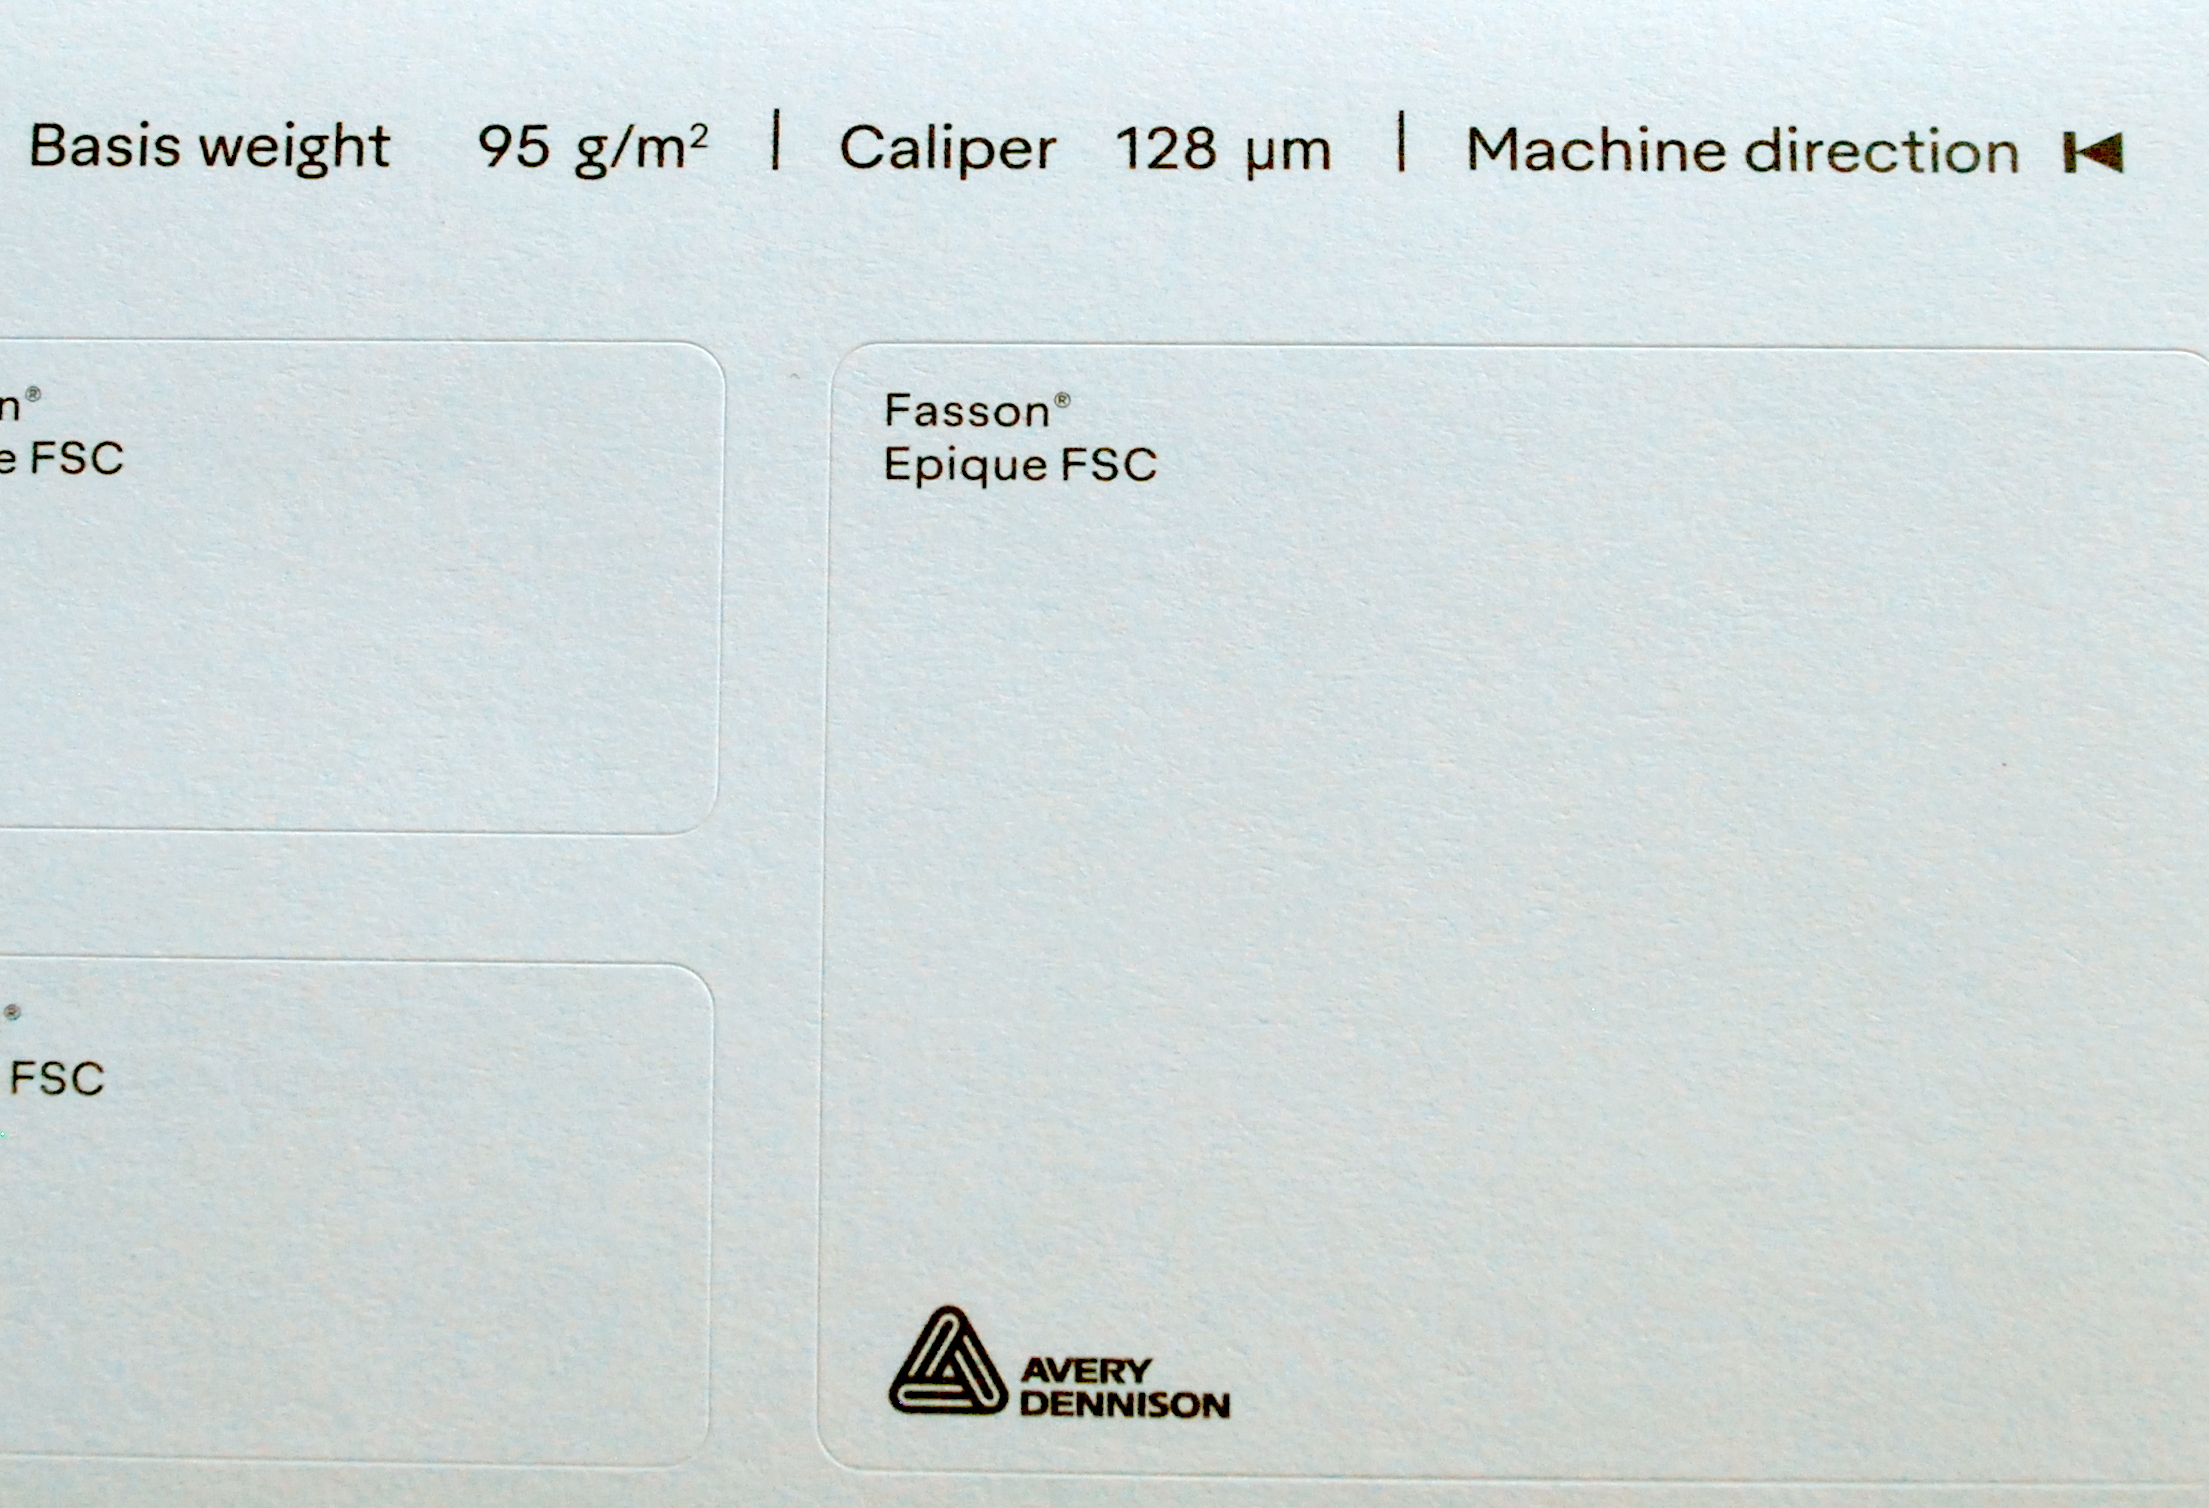 Basis weight 95 g/m² | Caliper 128 µm | Machine direction
n®
e FSC
Fasson®
Epique FSC
®
FSC
AVERY
DENNISON